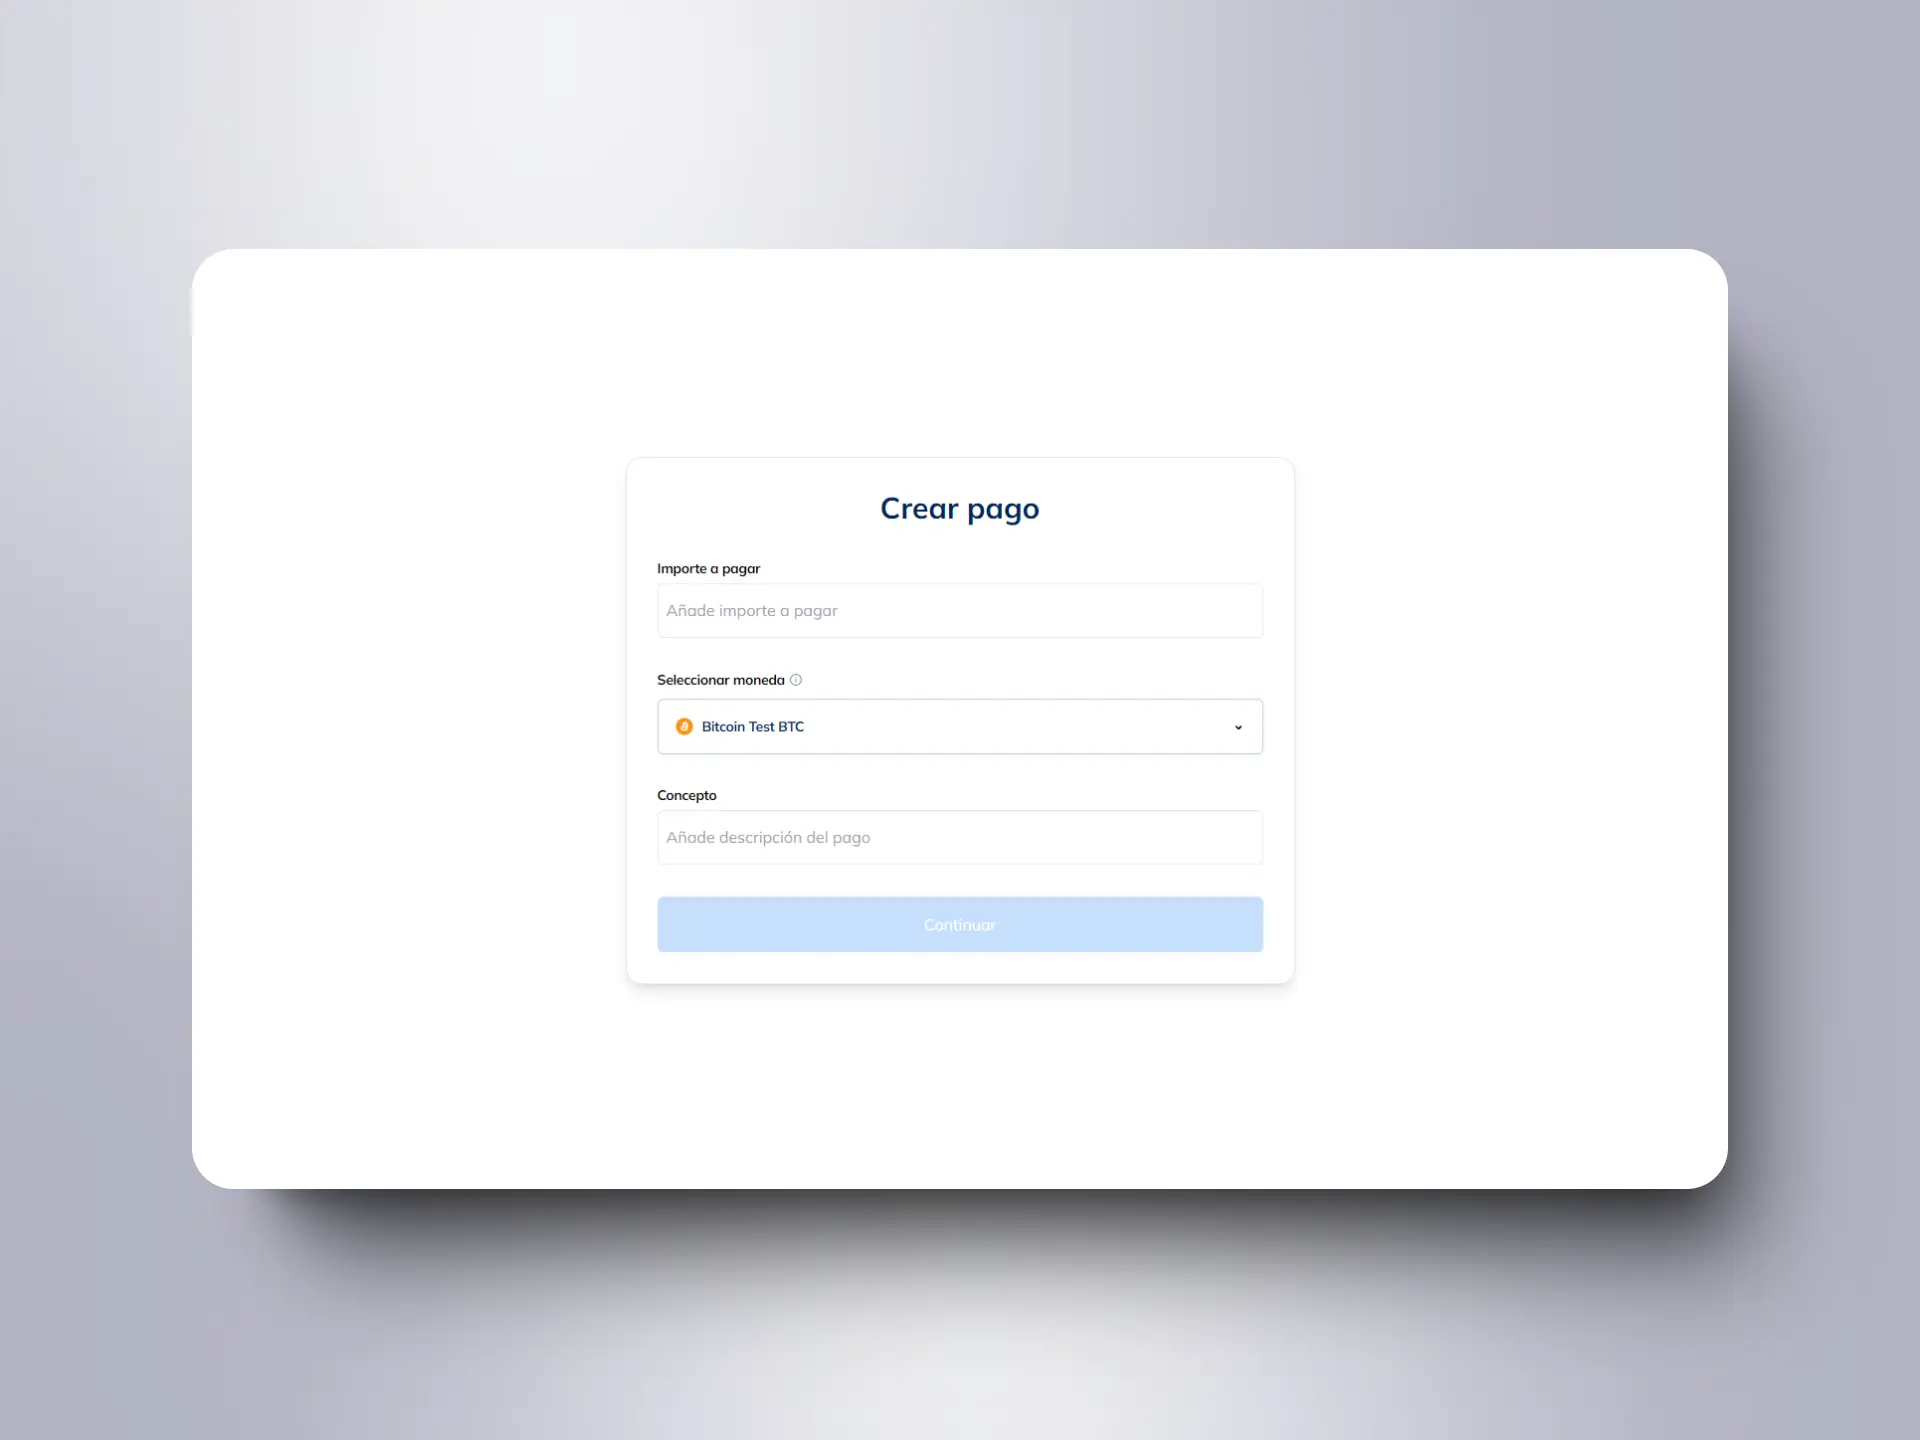 Crear pago
Importe a pagar
Añade importe a pagar
Seleccionar moneda
Bitcoin Test BTC
Concepto
Añade descripción del pago
Continuar